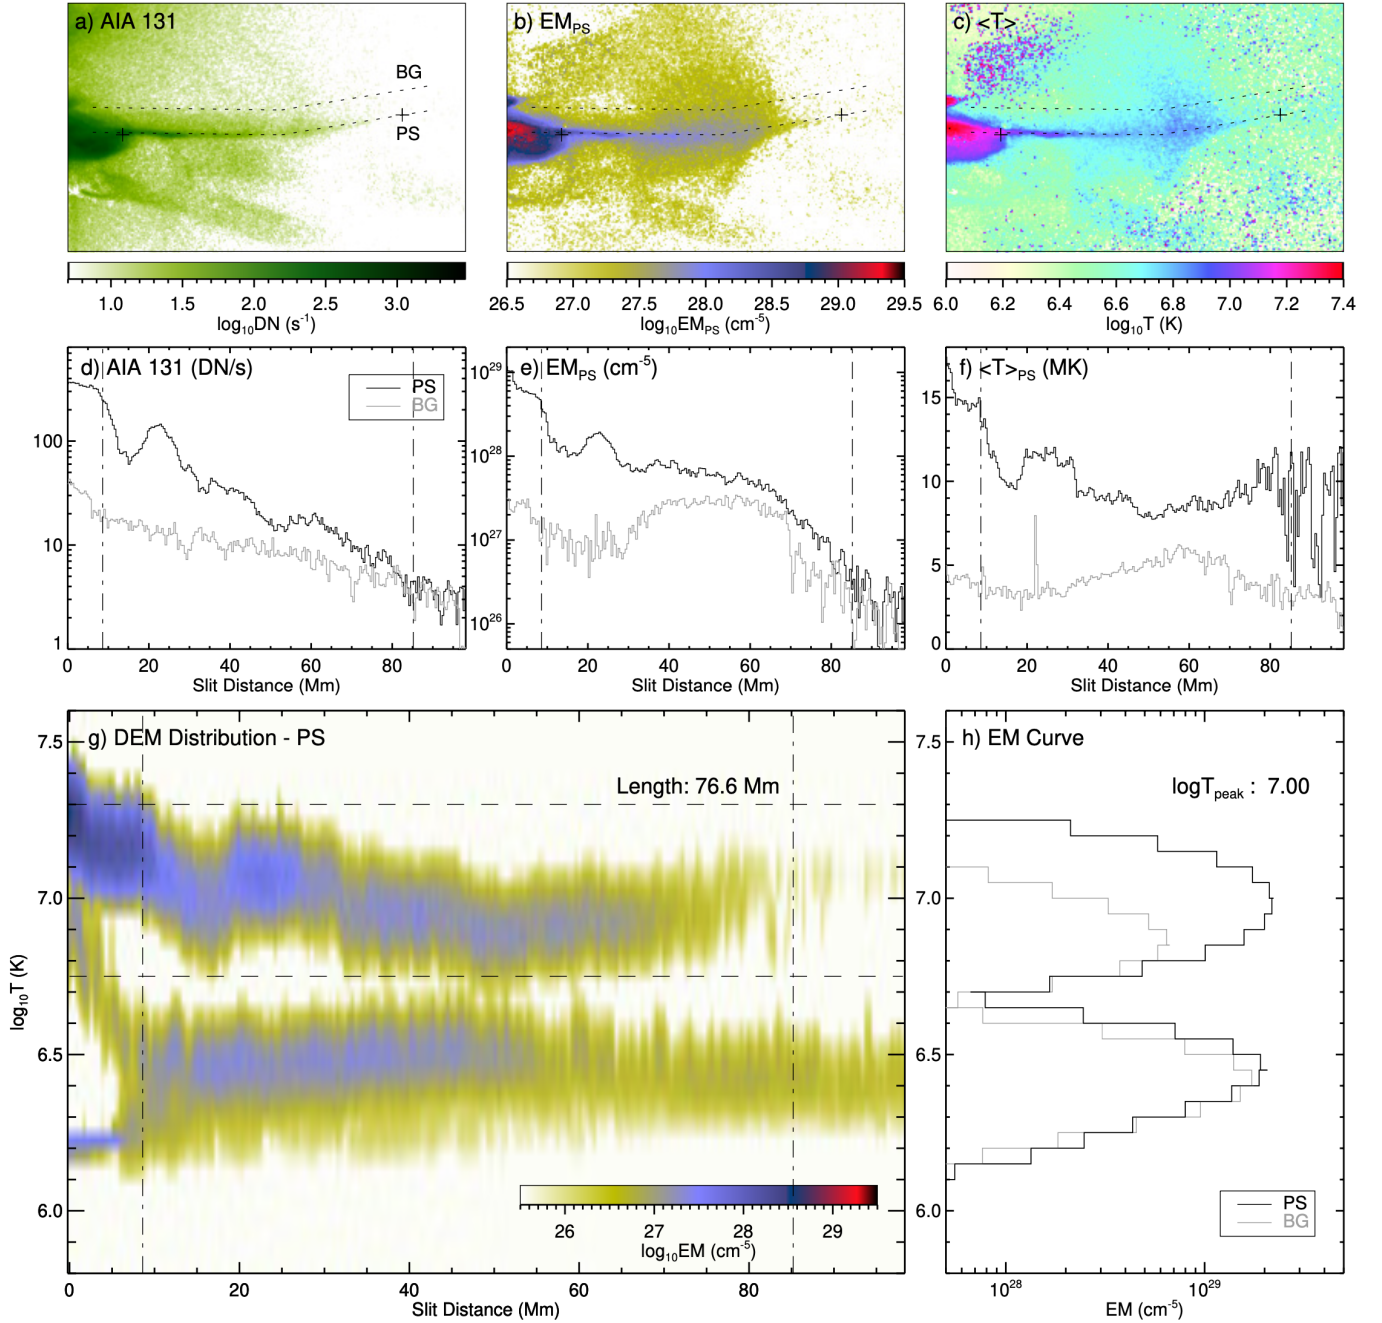 a) AIA 131
BG
PS
b) EM_PS
c) <T>
1.0 1.5 2.0 2.5 3.0
log₁₀DN (s⁻¹)
26.5 27.0 27.5 28.0 28.5 29.0 29.5
log₁₀EM_PS (cm⁻⁵)
6.0 6.2 6.4 6.6 6.8 7.0 7.2 7.4
log₁₀T (K)
d) AIA 131 (DN/s)
PS
BG
100
10
1
0 20 40 60 80
Slit Distance (Mm)
e) EM_PS (cm⁻⁵)
10²⁹
10²⁸
10²⁷
10²⁶
0 20 40 60 80
Slit Distance (Mm)
f) <T>_PS (MK)
15
10
5
0
0 20 40 60 80
Slit Distance (Mm)
g) DEM Distribution - PS
Length: 76.6 Mm
7.5
7.0
6.5
6.0
log₁₀T (K)
26 27 28 29
log₁₀EM (cm⁻⁵)
0 20 40 60 80
Slit Distance (Mm)
h) EM Curve
logT_peak : 7.00
7.5
7.0
6.5
6.0
PS
BG
10²⁸ 10²⁹
EM (cm⁻⁵)